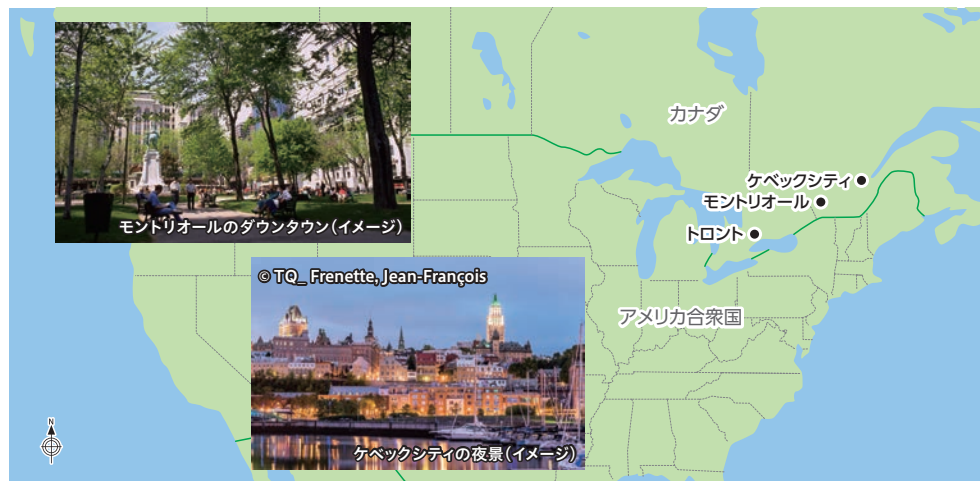 モントリオールのダウンタウン(イメージ)
カナダ
ケベックシティ
モントリオール
トロント
© TQ_ Frenette, Jean-François
アメリカ合衆国
N
ケベックシティの夜景(イメージ)